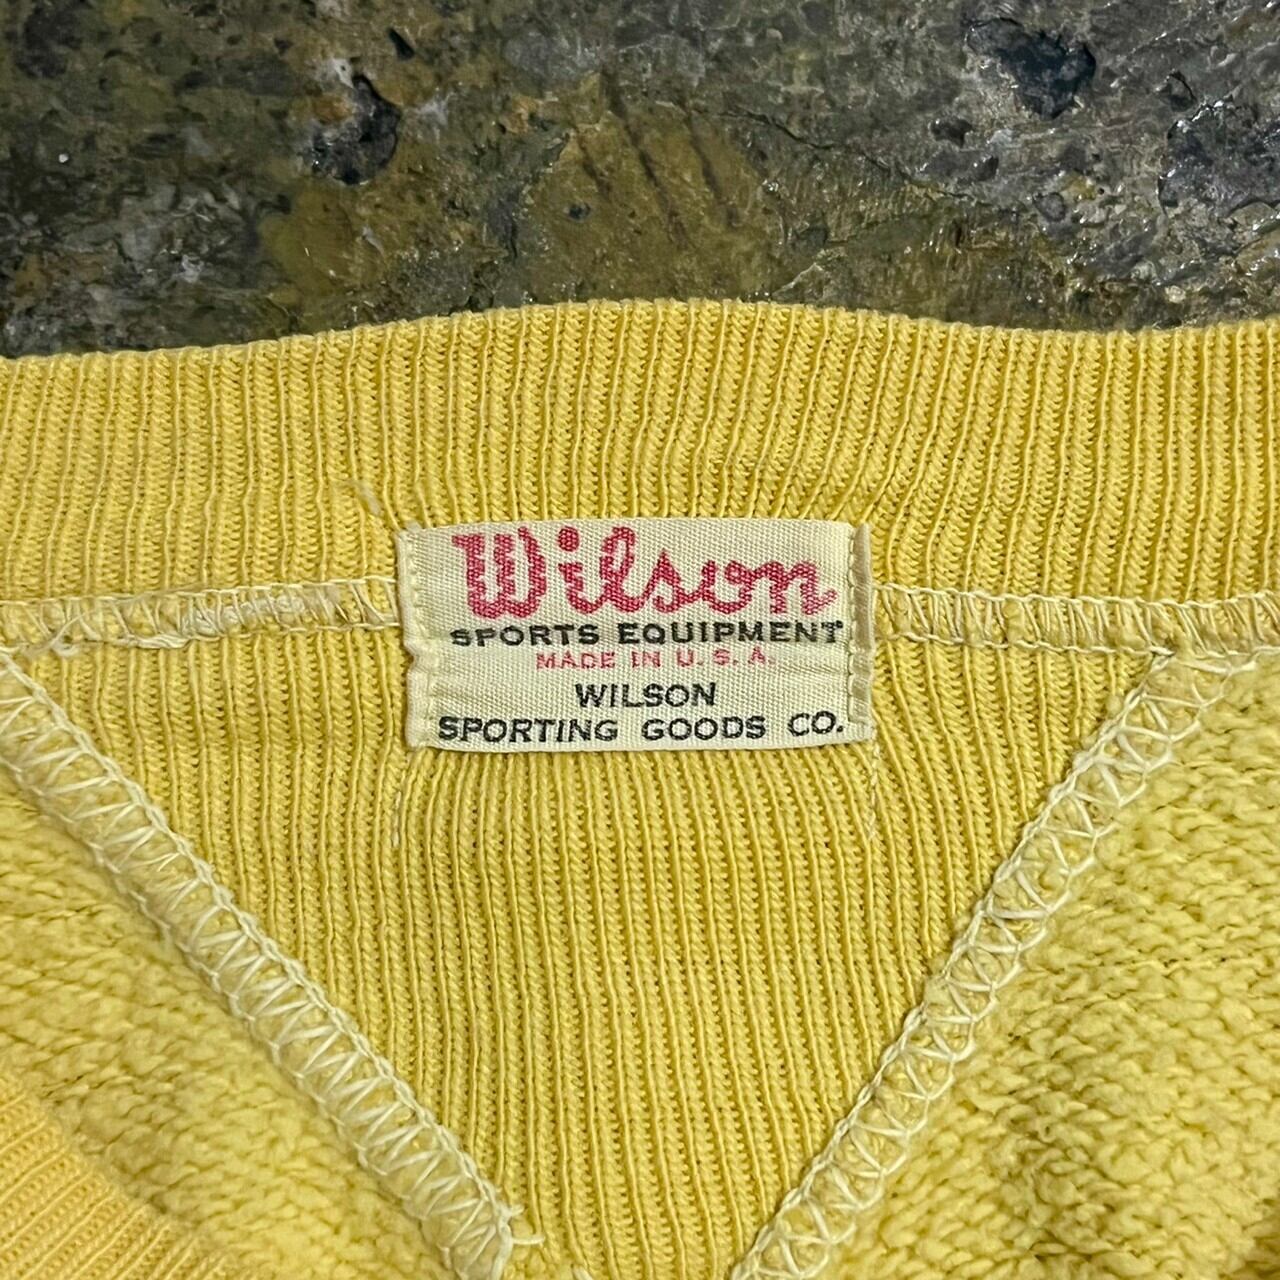 Wilson
SPORTS EQUIPMENT
MADE IN U.S.A.
WILSON
SPORTING GOODS CO.